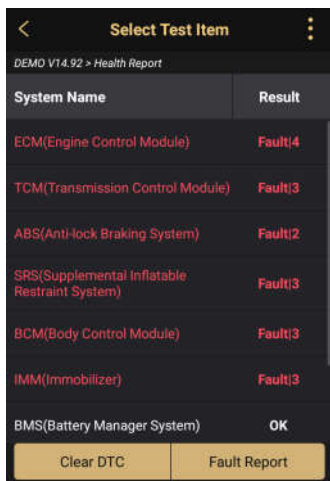 Select Test Item
DEMO V14.92 > Health Report
System Name Result
ECM(Engine Control Module) Fault|4
TCM(Transmission Control Module) Fault|3
ABS(Anti-lock Braking System) Fault|2
SRS(Supplemental Inflatable
Restraint System) Fault|3
BCM(Body Control Module) Fault|3
IMM(Immobilizer) Fault|3
BMS(Battery Manager System) OK
Clear DTC Fault Report